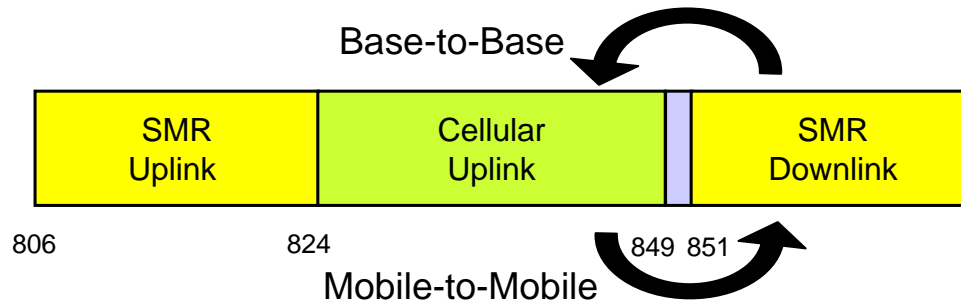 Base-to-Base
SMR
Uplink
Cellular
Uplink
SMR
Downlink
806
824
849
851
Mobile-to-Mobile